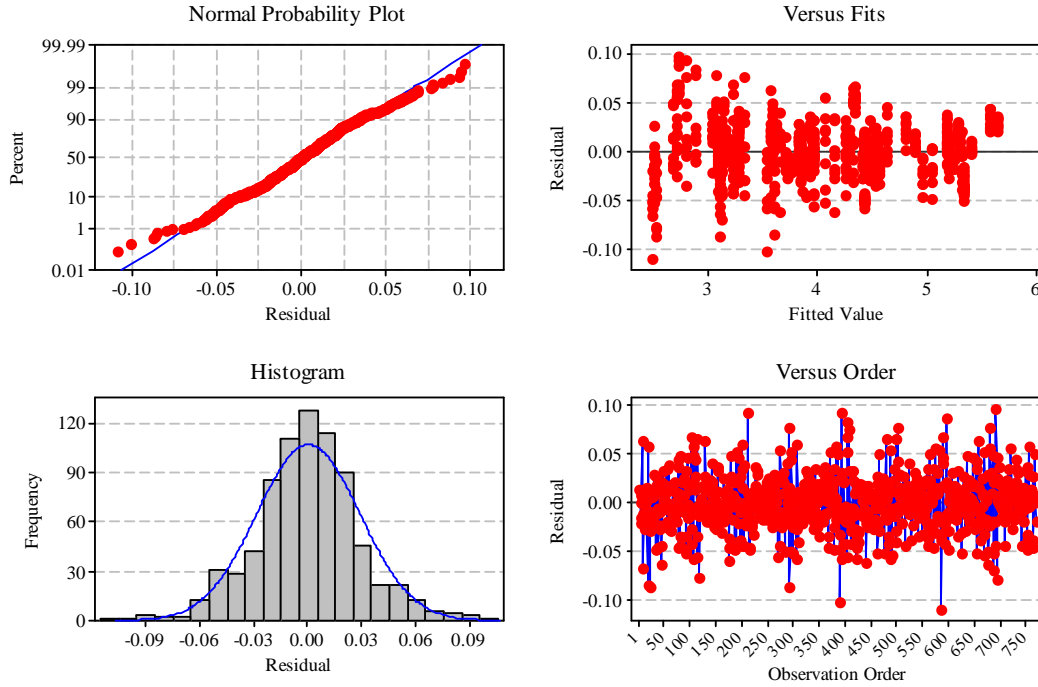 Normal Probability Plot
99.99
99
90
50
10
1
0.01
Percent
-0.10 -0.05 0.00 0.05 0.10
Residual
Versus Fits
0.10
0.05
0.00
-0.05
-0.10
Residual
3 4 5 6
Fitted Value
Histogram
120
90
60
30
0
Frequency
-0.09 -0.06 -0.03 0.00 0.03 0.06 0.09
Residual
Versus Order
0.10
0.05
0.00
-0.05
-0.10
Residual
1 50 100 150 200 250 300 350 400 450 500 550 600 650 700 750
Observation Order